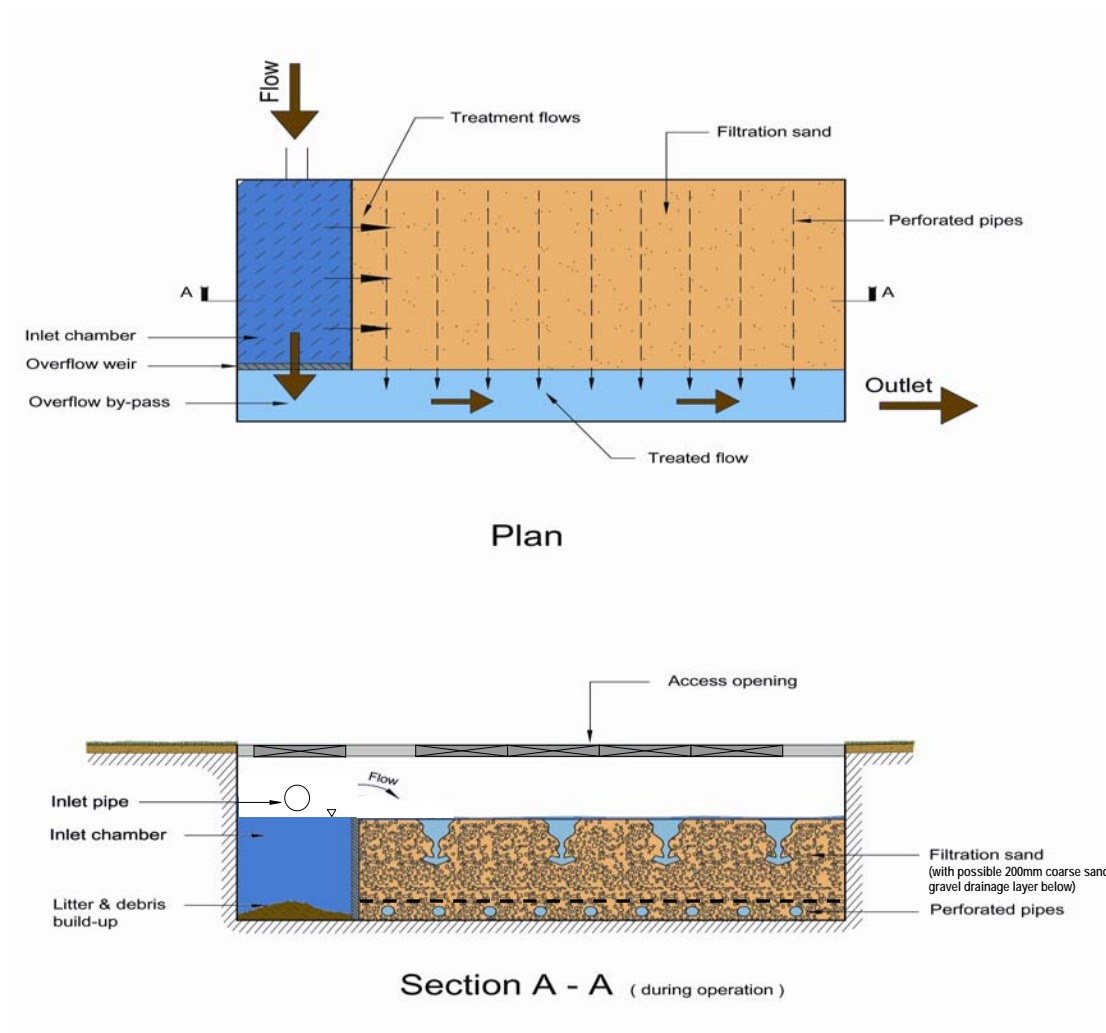 Flow
Treatment flows
Filtration sand
Perforated pipes
A
A
Inlet chamber
Overflow weir
Overflow by-pass
Outlet
Treated flow
Plan
Access opening
Flow
Inlet pipe
Inlet chamber
Filtration sand
(with possible 200mm coarse sand
gravel drainage layer below)
Litter & debris
build-up
Perforated pipes
Section A - A ( during operation )